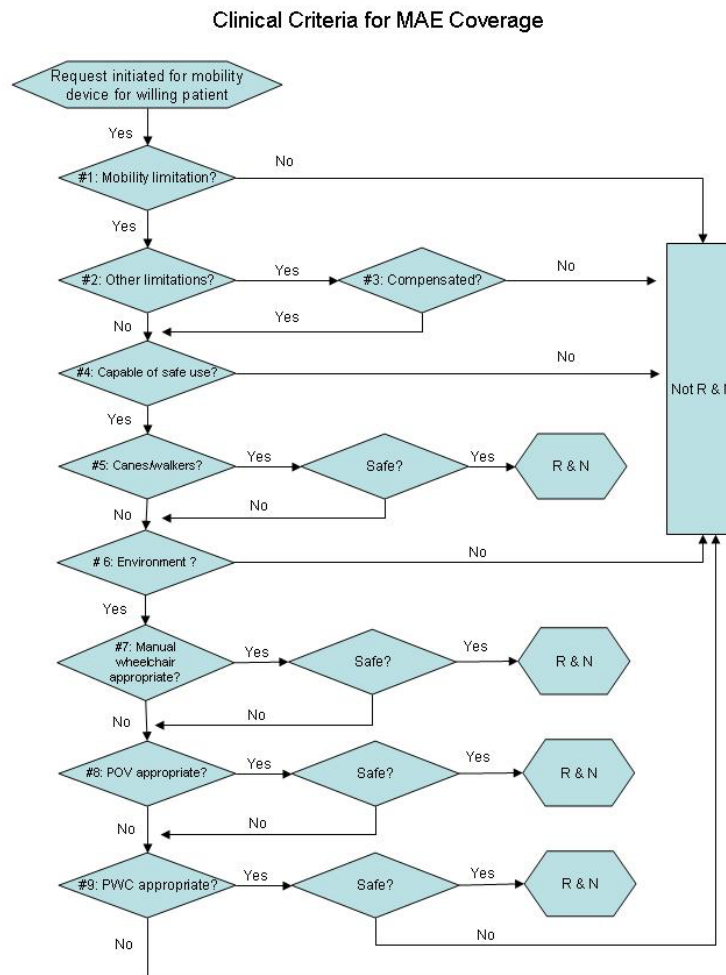 Clinical Criteria for MAE Coverage
Request initiated for mobility
device for willing patient
Yes
No
#1: Mobility limitation?
Yes
#2: Other limitations?
Yes
#3: Compensated?
No
No
Yes
#4: Capable of safe use?
No
Not R & N
Yes
#5: Canes/walkers?
Yes
Safe?
Yes
R & N
No
No
# 6: Environment ?
No
Yes
#7: Manual
wheelchair
appropriate?
Yes
Safe?
Yes
R & N
No
No
#8: POV appropriate?
Yes
Safe?
Yes
R & N
No
No
#9: PWC appropriate?
Yes
Safe?
Yes
R & N
No
No